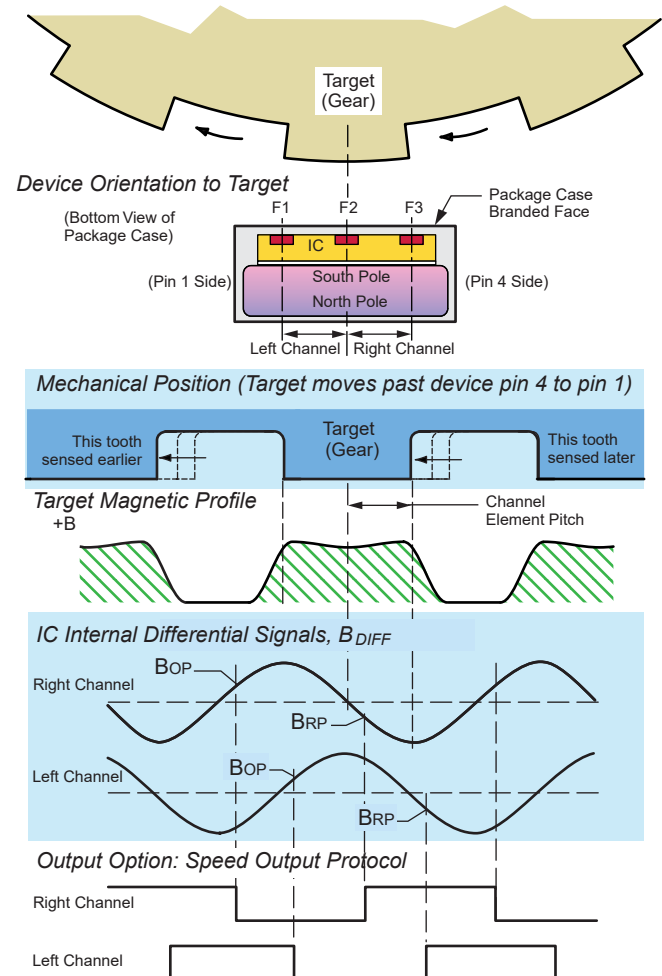 Target
(Gear)
Device Orientation to Target
(Bottom View of
Package Case)
F1
F2
F3
Package Case
Branded Face
IC
(Pin 1 Side)
South Pole
North Pole
(Pin 4 Side)
Left Channel
Right Channel
Mechanical Position (Target moves past device pin 4 to pin 1)
This tooth
sensed earlier
Target
(Gear)
This tooth
sensed later
Target Magnetic Profile
+B
Channel
Element Pitch
IC Internal Differential Signals, BDIFF
Right Channel
BOP
BRP
Left Channel
BOP
BRP
Output Option: Speed Output Protocol
Right Channel
Left Channel